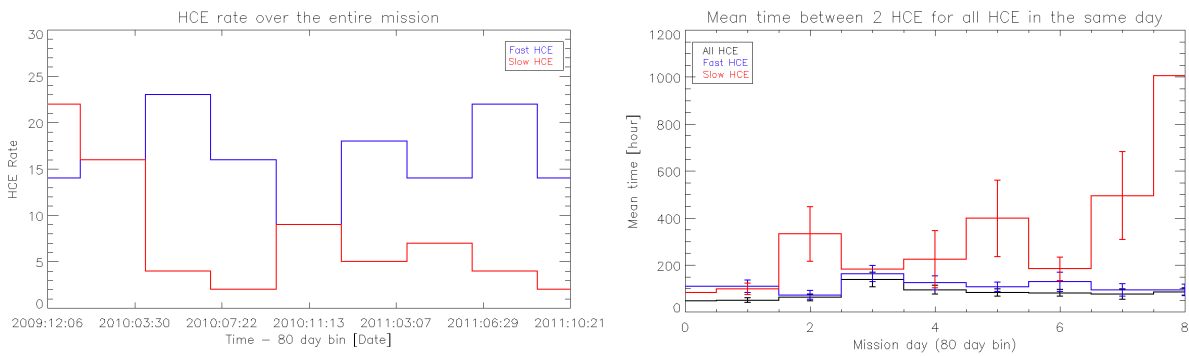 HCE rate over the entire mission
30
25
20
15
10
5
0
HCE Rate
Fast HCE
Slow HCE
2009:12:06 2010:03:30 2010:07:22 2010:11:13 2011:03:07 2011:06:29 2011:10:21
Time - 80 day bin [Date]
Mean time between 2 HCE for all HCE in the same day
1200
1000
800
600
400
200
0
Mean time [hour]
All HCE
Fast HCE
Slow HCE
0 2 4 6 8
Mission day (80 day bin)